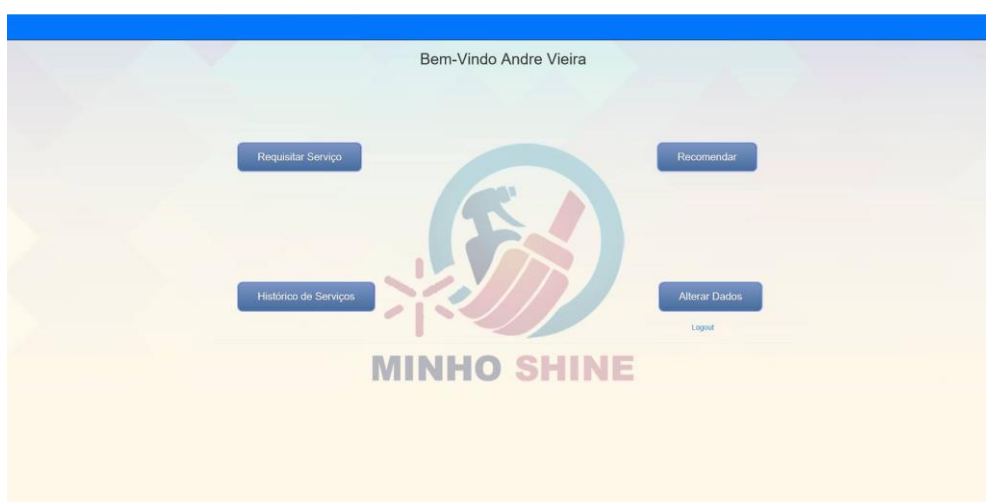 Bem-Vindo Andre Vieira
Requisitar Serviço
Recomendar
Histórico de Serviços
Alterar Dados
Logout
MINHO SHINE